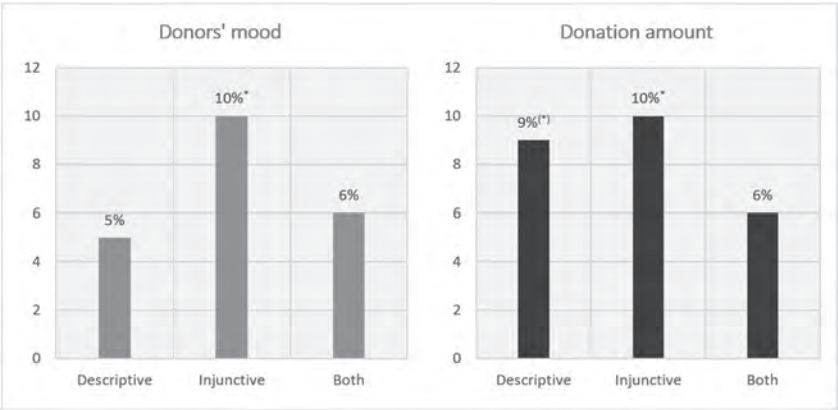 Donors' mood
12
10
8
6
4
2
0
5%
10%*
6%
Descriptive
Injunctive
Both
Donation amount
12
10
8
6
4
2
0
9%(*)
10%*
6%
Descriptive
Injunctive
Both